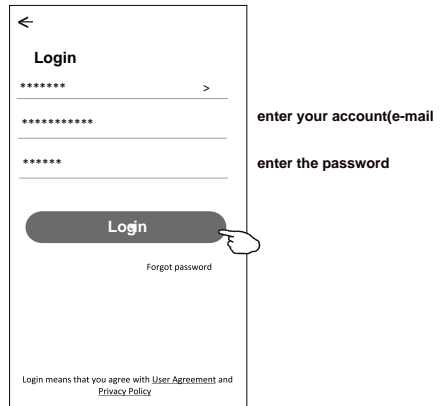 Login
******* >
*********** enter your account(e-mail
****** enter the password
Login
Forgot password
Login means that you agree with User Agreement and
Privacy Policy